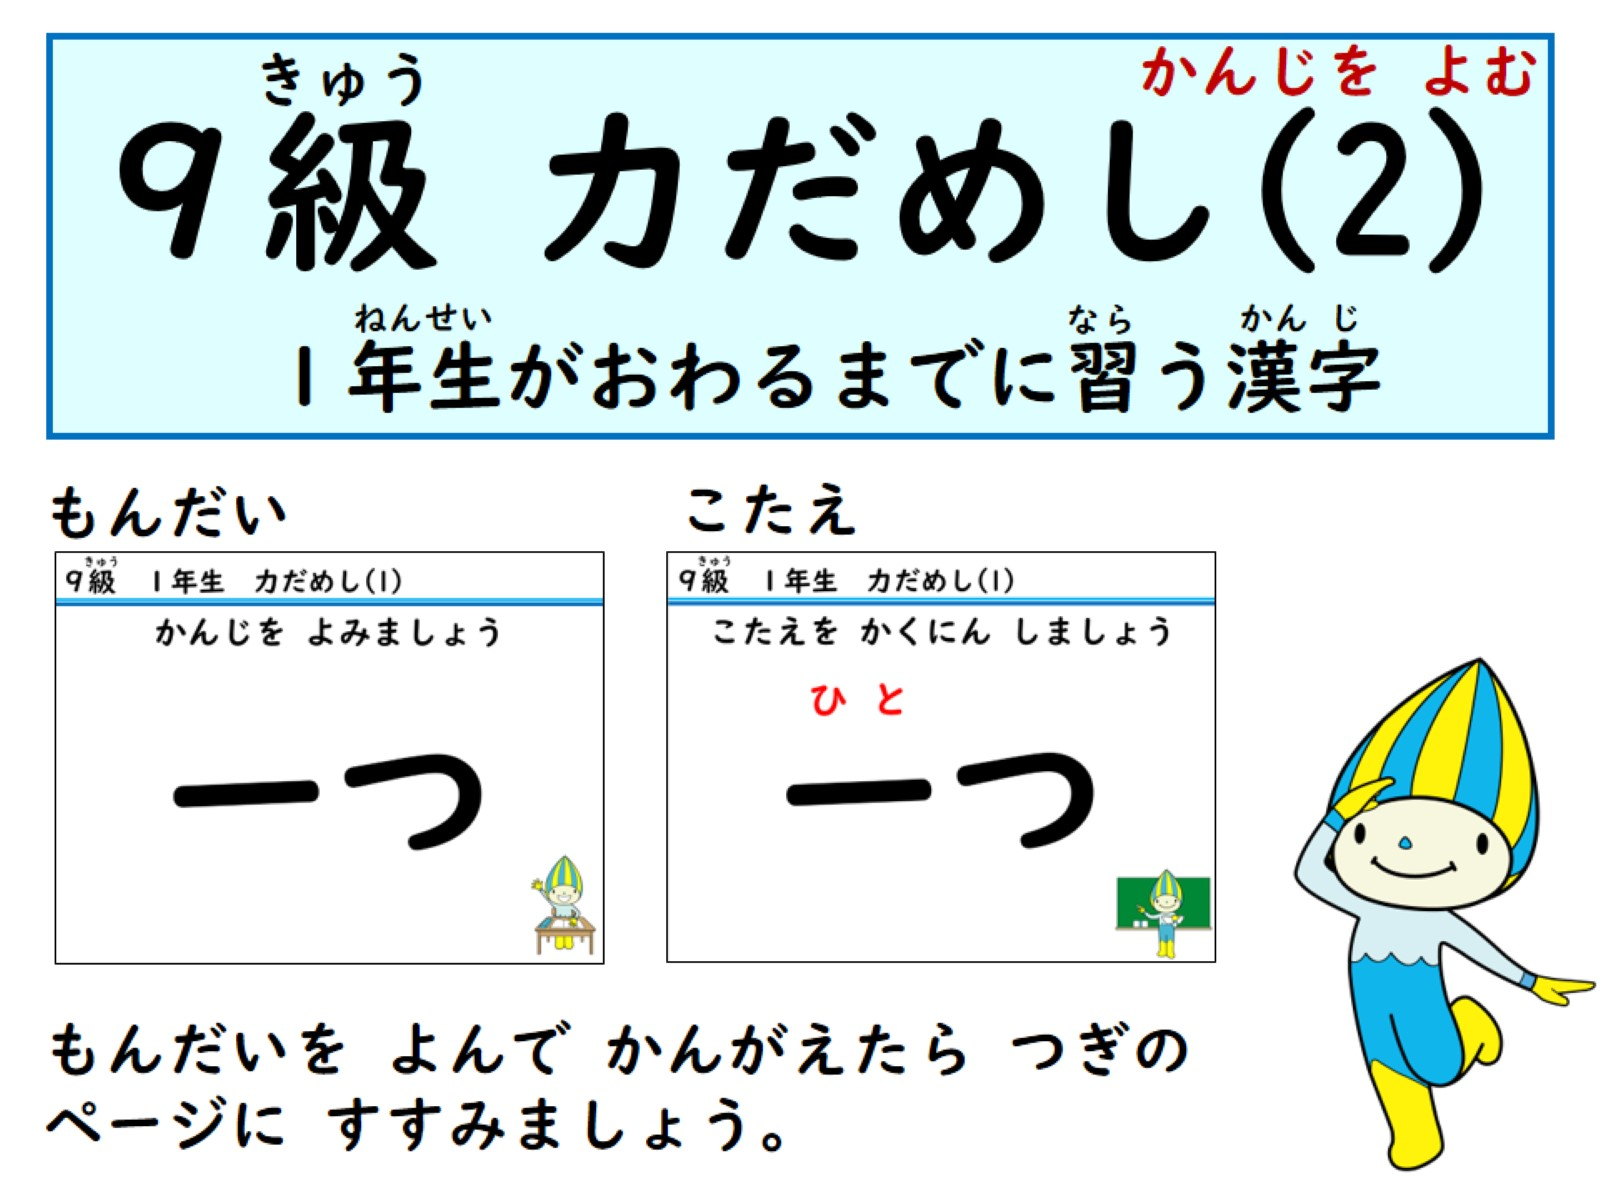 かんじを よむ
きゅう
9級 力だめし(2)
ねんせい なら かん じ
1年生がおわるまでに習う漢字
もんだい
きゅう
9級 1年生 力だめし(1)
かんじを よみましょう
一つ
こたえ
きゅう
9級 1年生 力だめし(1)
こたえを かくにん しましょう
ひ と
一つ
もんだいを よんで かんがえたら つぎの
ページに すすみましょう。